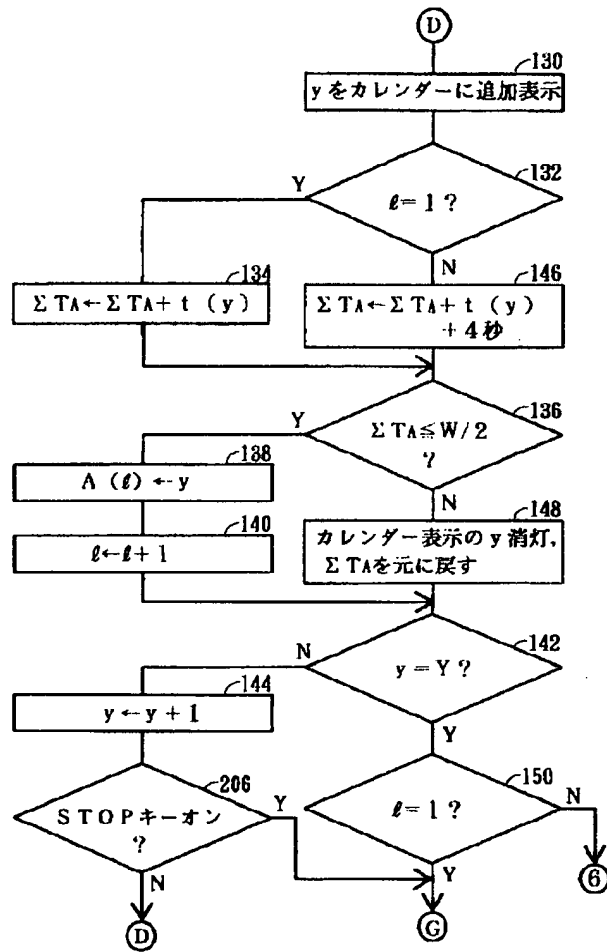 D
130
yをカレンダーに追加表示
132
Y
ℓ=1?
N
134
ΣTA←ΣTA+t(y)
146
ΣTA←ΣTA+t(y)
+4秒
136
Y
ΣTA≦W/2
?
N
138
A(ℓ)←y
140
ℓ←ℓ+1
148
カレンダー表示のy消灯,
ΣTAを元に戻す
142
N
y=Y?
Y
144
y←y+1
206
STOPキーオン
?
Y
N
150
ℓ=1?
N
Y
6
D
G